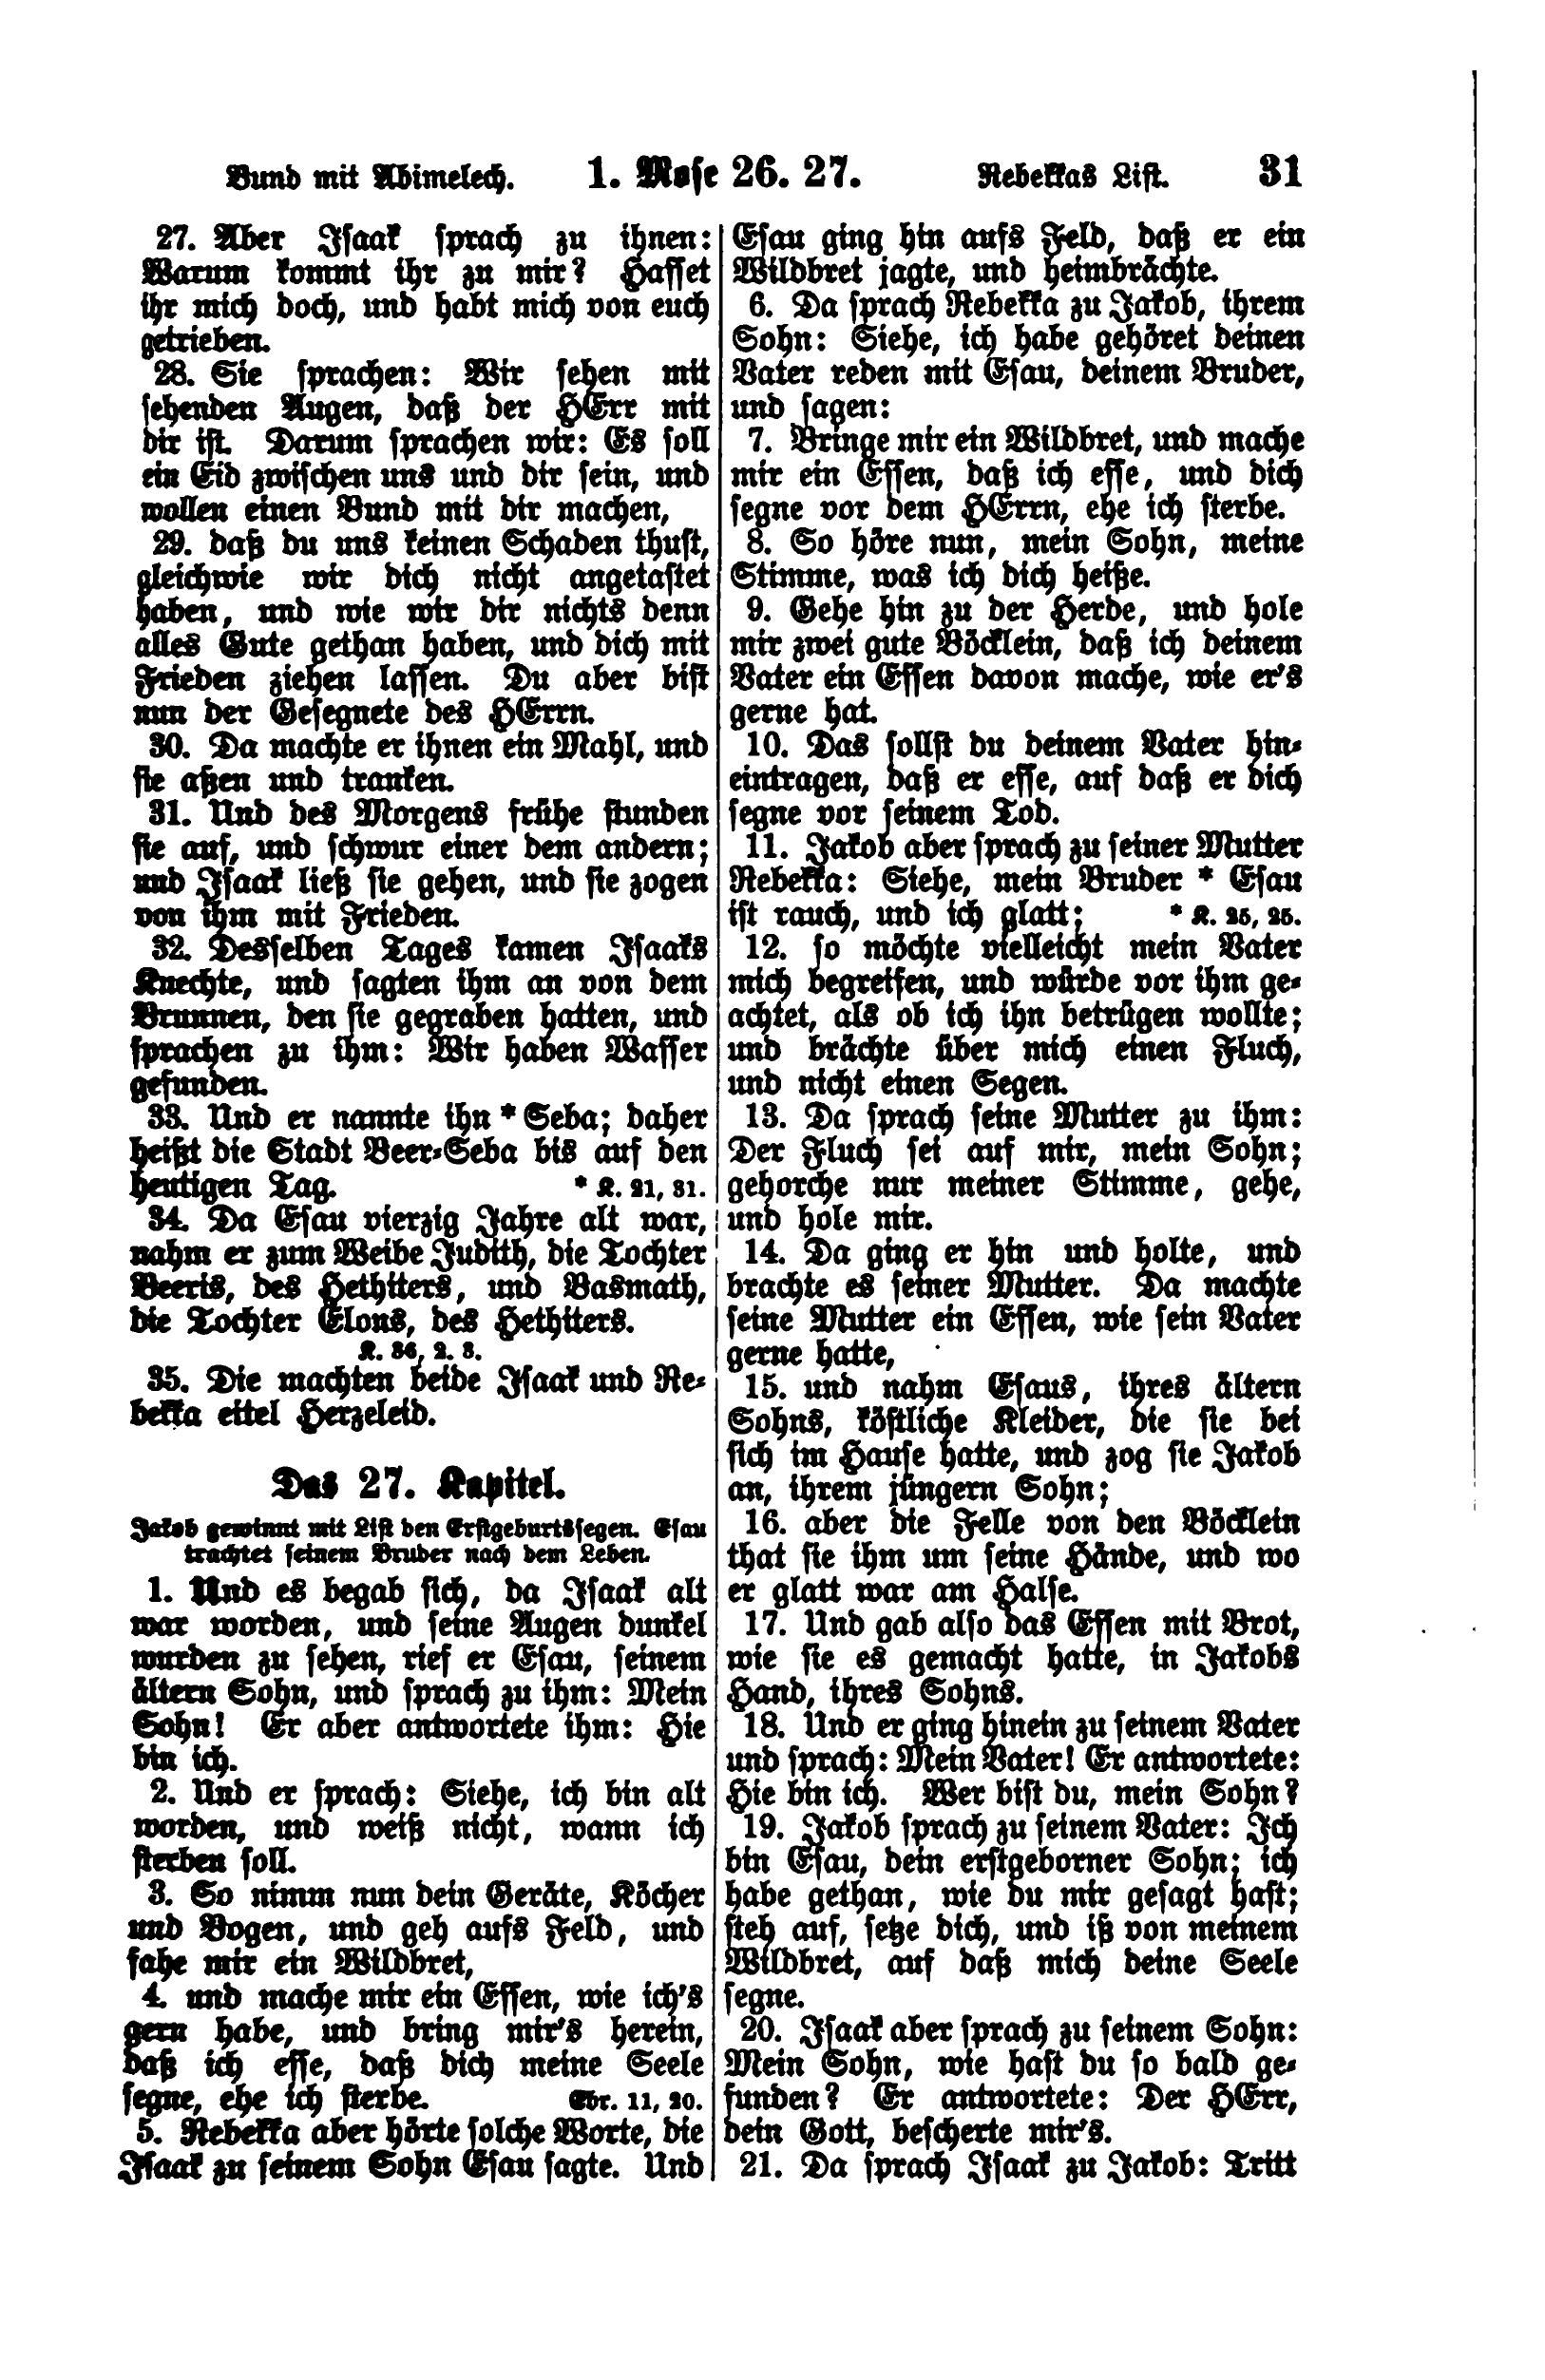 Bund mit Abimelech. 1. Mose 26. 27. Rebekkas List. 31
27. Aber Isaak sprach zu ihnen:
Warum kommt ihr zu mir? Hasset
ihr mich doch, und habt mich von euch
getrieben.
28. Sie sprachen: Wir sehen mit
sehenden Augen, daß der HErr mit
dir ist. Darum sprachen wir: Es soll
ein Eid zwischen uns und dir sein, und
wollen einen Bund mit dir machen,
29. daß du uns keinen Schaden thust,
gleichwie wir dich nicht angetastet
haben, und wie wir dir nichts denn
alles Gute gethan haben, und dich mit
Frieden ziehen lassen. Du aber bist
nun der Gesegnete des HErrn.
30. Da machte er ihnen ein Mahl, und
sie aßen und tranken.
31. Und des Morgens frühe stunden
sie auf, und schwur einer dem andern;
und Isaak ließ sie gehen, und sie zogen
von ihm mit Frieden.
32. Desselben Tages kamen Isaaks
Knechte, und sagten ihm an von dem
Brunnen, den sie gegraben hatten, und
sprachen zu ihm: Wir haben Wasser
gefunden.
33. Und er nannte ihn * Seba; daher
heißt die Stadt Beer-Seba bis auf den
heutigen Tag. * K. 21, 31.
34. Da Esau vierzig Jahre alt war,
nahm er zum Weibe Judith, die Tochter
Beeris, des Hethiters, und Basmath,
die Tochter Elons, des Hethiters.
K. 36, 2. 3.
35. Die machten beide Isaak und Re-
bekka eitel Herzeleid.
Das 27. Kapitel.
Jakob gewinnt mit List den Erstgeburtssegen. Esau
trachtet seinem Bruder nach dem Leben.
1. Und es begab sich, da Isaak alt
war worden, und seine Augen dunkel
wurden zu sehen, rief er Esau, seinem
ältern Sohn, und sprach zu ihm: Mein
Sohn! Er aber antwortete ihm: Hie
bin ich.
2. Und er sprach: Siehe, ich bin alt
worden, und weiß nicht, wann ich
sterben soll.
3. So nimm nun dein Geräte, Köcher
und Bogen, und geh aufs Feld, und
fahe mir ein Wildbret,
4. und mache mir ein Essen, wie ich's
gern habe, und bring mir's herein,
daß ich esse, daß dich meine Seele
segne, ehe ich sterbe. Ebr. 11, 20.
5. Rebekka aber hörte solche Worte, die
Isaak zu seinem Sohn Esau sagte. Und
Esau ging hin aufs Feld, daß er ein
Wildbret jagte, und heimbrächte.
6. Da sprach Rebekka zu Jakob, ihrem
Sohn: Siehe, ich habe gehöret deinen
Vater reden mit Esau, deinem Bruder,
und sagen:
7. Bringe mir ein Wildbret, und mache
mir ein Essen, daß ich esse, und dich
segne vor dem HErrn, ehe ich sterbe.
8. So höre nun, mein Sohn, meine
Stimme, was ich dich heiße.
9. Gehe hin zu der Herde, und hole
mir zwei gute Böcklein, daß ich deinem
Vater ein Essen davon mache, wie er's
gerne hat.
10. Das sollst du deinem Vater hin-
eintragen, daß er esse, auf daß er dich
segne vor seinem Tod.
11. Jakob aber sprach zu seiner Mutter
Rebekka: Siehe, mein Bruder * Esau
ist rauch, und ich glatt; * K. 25, 25.
12. so möchte vielleicht mein Vater
mich begreifen, und würde vor ihm ge-
achtet, als ob ich ihn betrügen wollte;
und brächte über mich einen Fluch,
und nicht einen Segen.
13. Da sprach seine Mutter zu ihm:
Der Fluch sei auf mir, mein Sohn;
gehorche nur meiner Stimme, gehe,
und hole mir.
14. Da ging er hin und holte, und
brachte es seiner Mutter. Da machte
seine Mutter ein Essen, wie sein Vater
gerne hatte,
15. und nahm Esaus, ihres ältern
Sohns, köstliche Kleider, die sie bei
sich im Hause hatte, und zog sie Jakob
an, ihrem jüngern Sohn;
16. aber die Felle von den Böcklein
that sie ihm um seine Hände, und wo
er glatt war am Halse.
17. Und gab also das Essen mit Brot,
wie sie es gemacht hatte, in Jakobs
Hand, ihres Sohns.
18. Und er ging hinein zu seinem Vater
und sprach: Mein Vater! Er antwortete:
Hie bin ich. Wer bist du, mein Sohn?
19. Jakob sprach zu seinem Vater: Ich
bin Esau, dein erstgeborner Sohn; ich
habe gethan, wie du mir gesagt hast;
steh auf, setze dich, und iß von meinem
Wildbret, auf daß mich deine Seele
segne.
20. Isaak aber sprach zu seinem Sohn:
Mein Sohn, wie hast du so bald ge-
funden? Er antwortete: Der HErr,
dein Gott, bescherte mir's.
21. Da sprach Isaak zu Jakob: Tritt